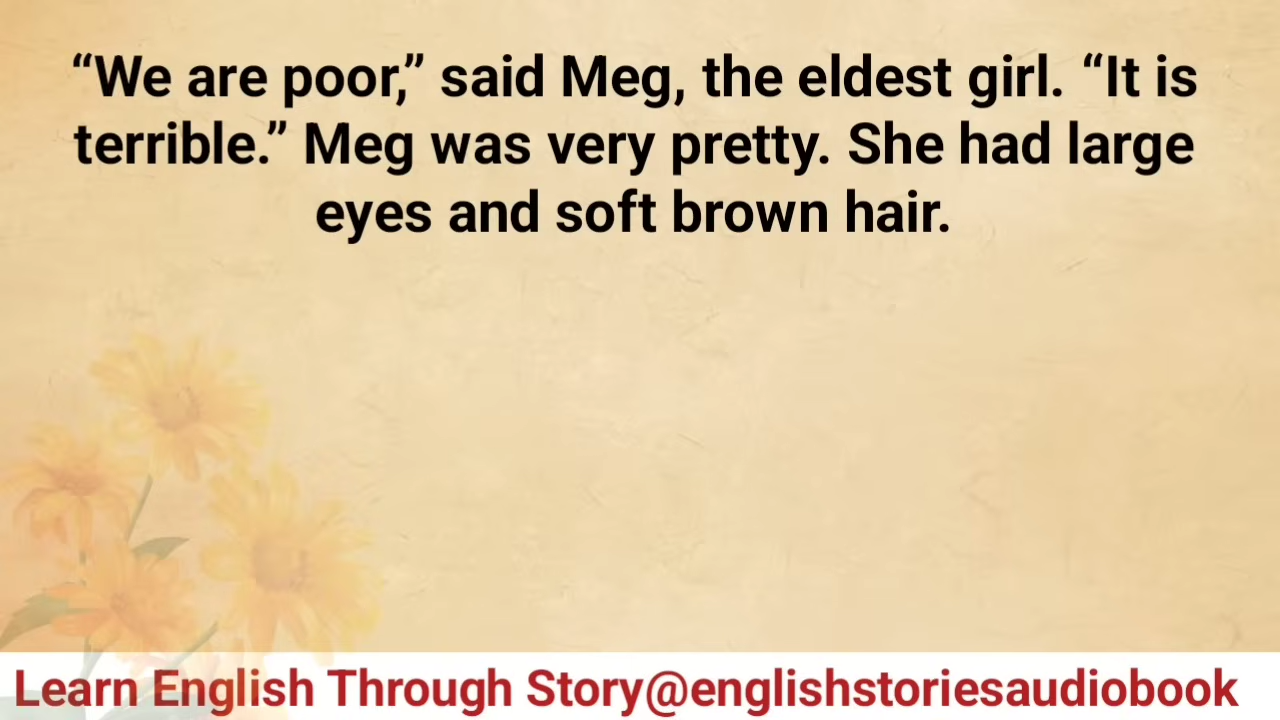 “We are poor,” said Meg, the eldest girl. “It is
terrible.” Meg was very pretty. She had large
eyes and soft brown hair.
Learn English Through Story@englishstoriesaudiobook